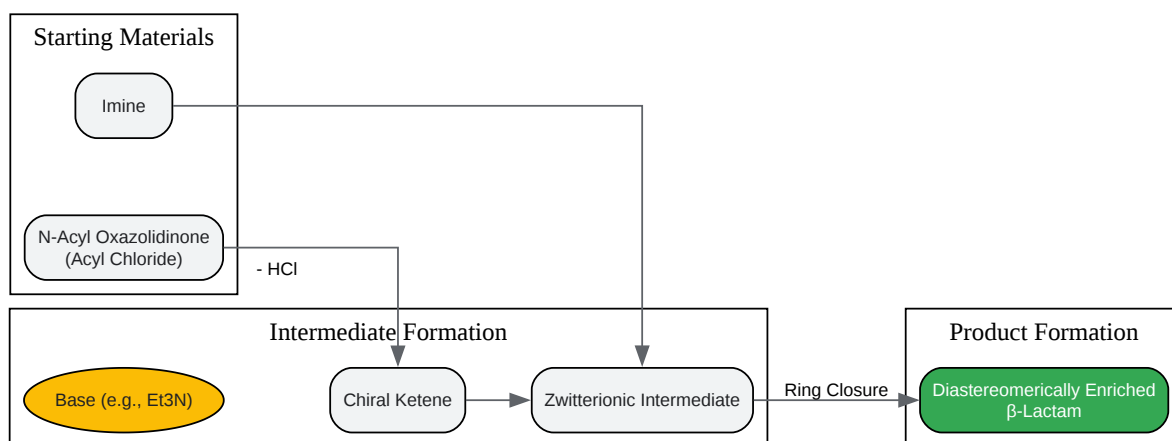 Starting Materials
Imine
N-Acyl Oxazolidinone
(Acyl Chloride)
- HCl
Intermediate Formation
Base (e.g., Et3N)
Chiral Ketene
Zwitterionic Intermediate
Ring Closure
Product Formation
Diastereomerically Enriched
β-Lactam